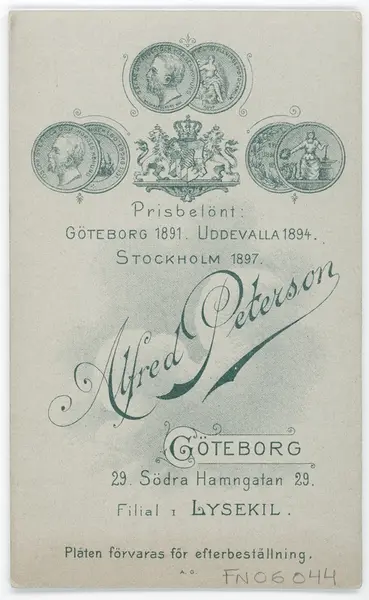 Prisbelönt:
GÖTEBORG 1891. UDDEVALLA 1894.
STOCKHOLM 1897.
Alfred Peterson
GÖTEBORG
29. Södra Hamngatan 29.
Filial I LYSEKIL.
Plåten förvaras för efterbeställning.
A. O.
FN06044